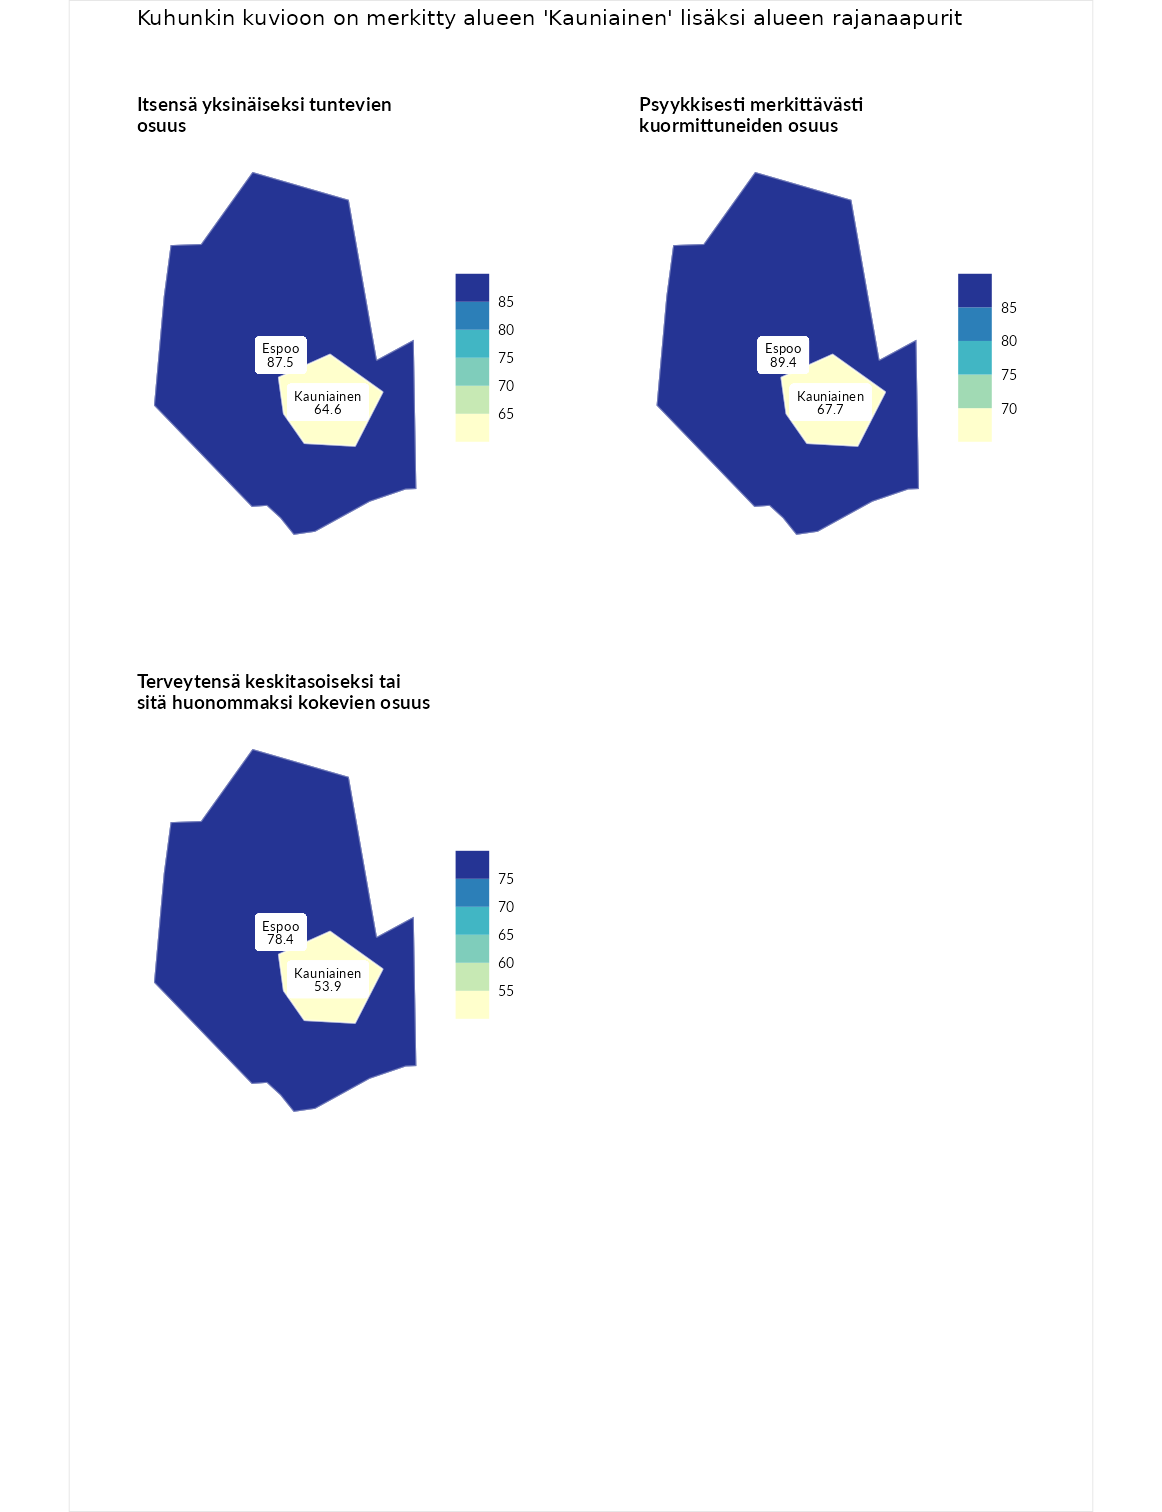 Kuhunkin kuvioon on merkitty alueen 'Kauniainen' lisäksi alueen rajanaapurit
Itsensä yksinäiseksi tuntevien
osuus
Espoo
87.5
Kauniainen
64.6
85
80
75
70
65
Psyykkisesti merkittävästi
kuormittuneiden osuus
Espoo
89.4
Kauniainen
67.7
85
80
75
70
Terveytensä keskitasoiseksi tai
sitä huonommaksi kokevien osuus
Espoo
78.4
Kauniainen
53.9
75
70
65
60
55